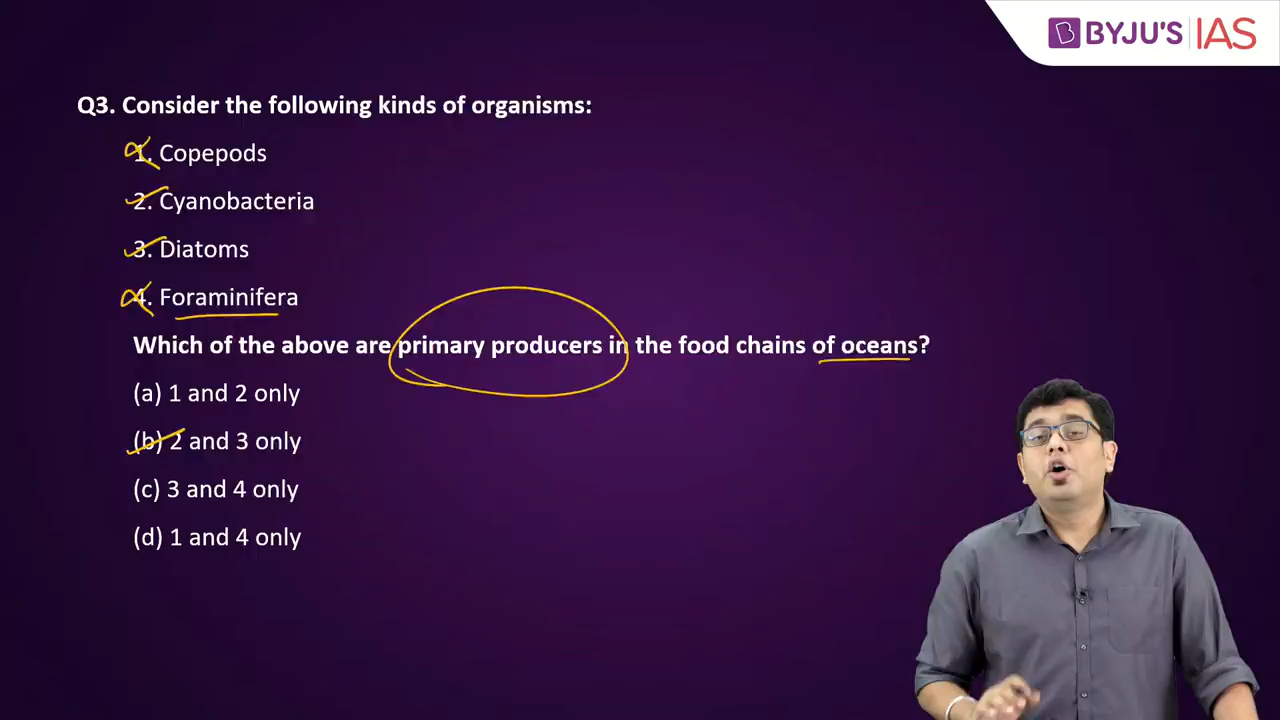 BYJU'S IAS
Q3. Consider the following kinds of organisms:
1. Copepods
2. Cyanobacteria
3. Diatoms
4. Foraminifera
Which of the above are primary producers in the food chains of oceans?
(a) 1 and 2 only
(b) 2 and 3 only
(c) 3 and 4 only
(d) 1 and 4 only